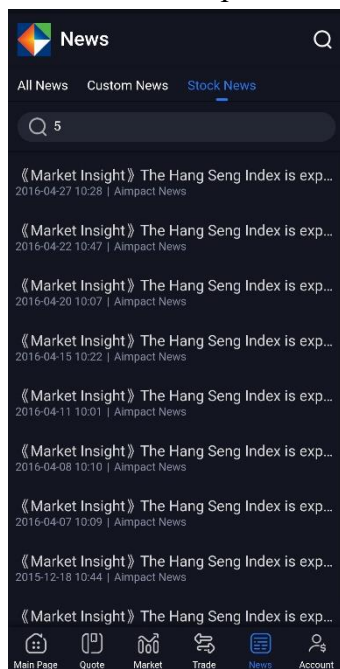 News
All News Custom News Stock News
5
《Market Insight》The Hang Seng Index is exp...
2016-04-27 10:28 | Aimpact News
《Market Insight》The Hang Seng Index is exp...
2016-04-22 10:47 | Aimpact News
《Market Insight》The Hang Seng Index is exp...
2016-04-20 10:07 | Aimpact News
《Market Insight》The Hang Seng Index is exp...
2016-04-15 10:22 | Aimpact News
《Market Insight》The Hang Seng Index is exp...
2016-04-11 10:01 | Aimpact News
《Market Insight》The Hang Seng Index is exp...
2016-04-08 10:10 | Aimpact News
《Market Insight》The Hang Seng Index is exp...
2016-04-07 10:09 | Aimpact News
《Market Insight》The Hang Seng Index is exp...
2015-12-18 10:44 | Aimpact News
《Market Insight》The Hang Seng Index is exp...
Main Page Quote Market Trade News Account